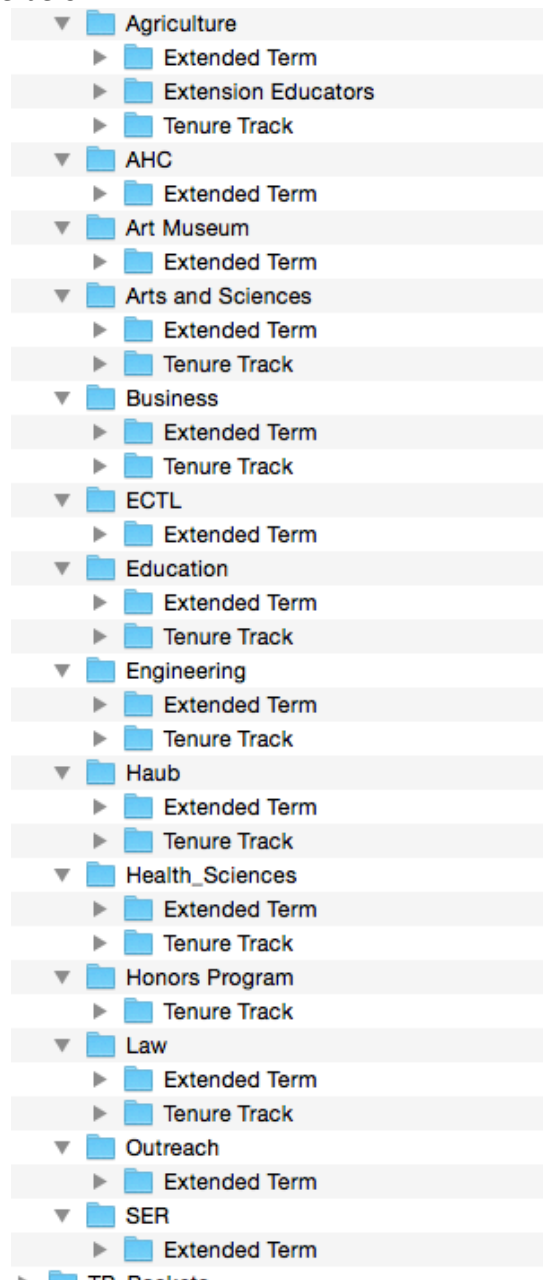 Agriculture
Extended Term
Extension Educators
Tenure Track
AHC
Extended Term
Art Museum
Extended Term
Arts and Sciences
Extended Term
Tenure Track
Business
Extended Term
Tenure Track
ECTL
Extended Term
Education
Extended Term
Tenure Track
Engineering
Extended Term
Tenure Track
Haub
Extended Term
Tenure Track
Health_Sciences
Extended Term
Tenure Track
Honors Program
Tenure Track
Law
Extended Term
Tenure Track
Outreach
Extended Term
SER
Extended Term